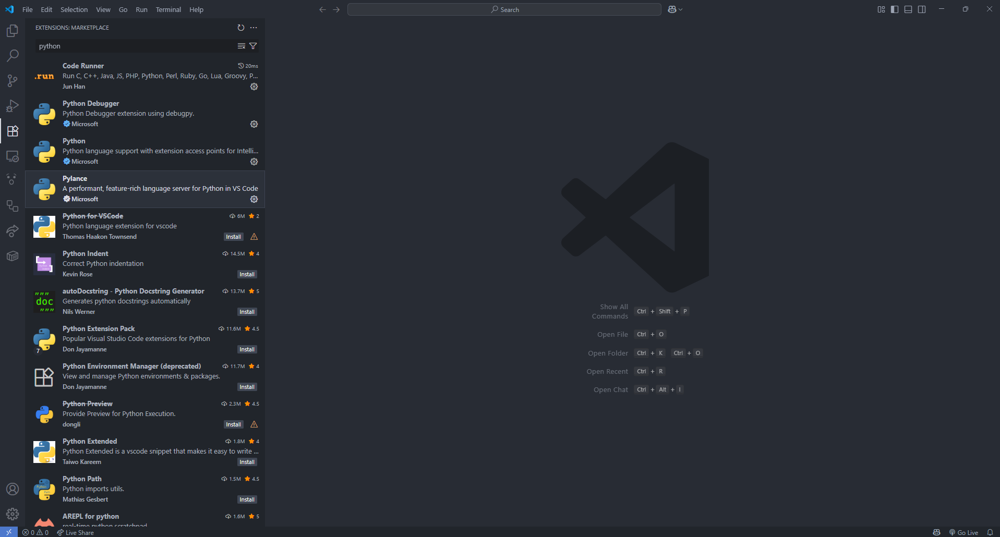 File Edit Selection View Go Run Terminal Help
Search
EXTENSIONS: MARKETPLACE
python
.run
Code Runner
20ms
Run C, C++, Java, JS, PHP, Python, Perl, Ruby, Go, Lua, Groovy, P...
Jun Han
Python Debugger
Python Debugger extension using debugpy.
Microsoft
Python
Python language support with extension access points for Intelli...
Microsoft
Pylance
A performant, feature-rich language server for Python in VS Code
Microsoft
Python for VSCode
6M 2
Python language extension for vscode
Thomas Haakon Townsend
Install
Python Indent
14.5M 4
Correct Python indentation
Kevin Rose
Install
"""
doc
"""
autoDocstring - Python Docstring Generator
13.7M 5
Generates python docstrings automatically
Nils Werner
Install
Python Extension Pack
11.6M 4.5
Popular Visual Studio Code extensions for Python
7
Don Jayamanne
Install
Python Environment Manager (deprecated)
11.7M 4
View and manage Python environments & packages.
Don Jayamanne
Install
Python Preview
2.3M 4.5
Provide Preview for Python Execution.
dongli
Install
Python Extended
1.8M 4
Python Extended is a vscode snippet that makes it easy to write ...
Taiwo Kareem
Install
Python
Path
Python Path
1.5M 4.5
Python imports utils.
Mathias Gesbert
Install
AREPL for python
1.6M 5
real-time python scratchpad
Show All
Commands
Ctrl + Shift + P
Open File Ctrl + O
Open Folder Ctrl + K Ctrl + O
Open Recent Ctrl + R
Open Chat Ctrl + Alt + I
0 0 Live Share
Go Live